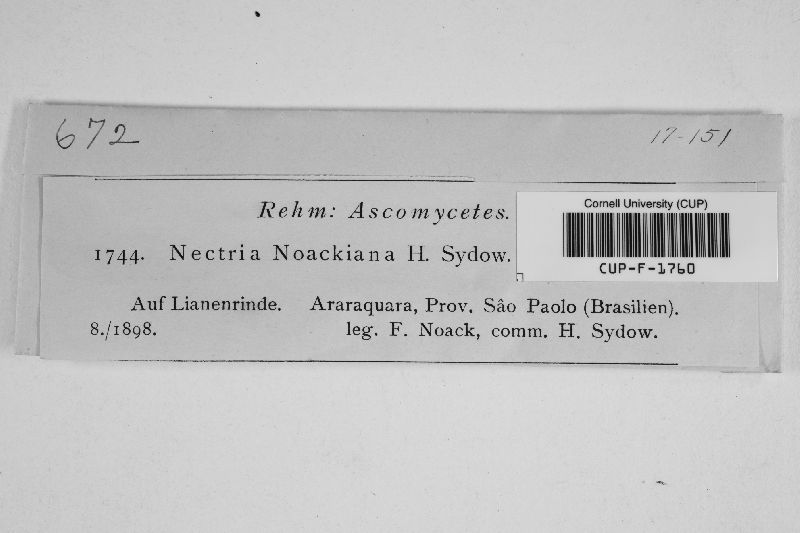 672
17-151
Rehm: Ascomycetes.
Cornell University (CUP)
CUP-F-1760
1744. Nectria Noackiana H. Sydow.
Auf Lianenrinde. Araraquara, Prov. Sâo Paolo (Brasilien).
8./1898. leg. F. Noack, comm. H. Sydow.